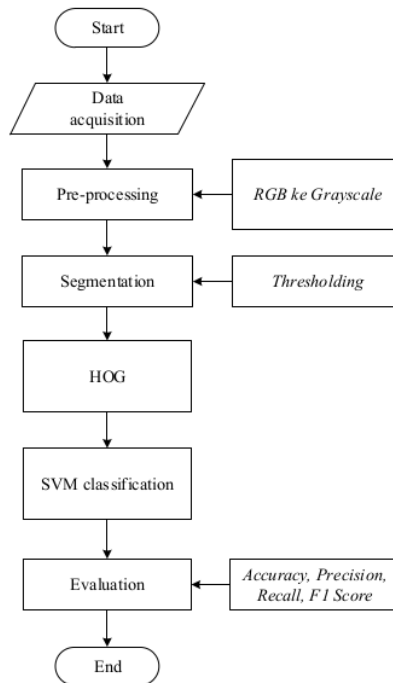 Start
Data
acquisition
Pre-processing
RGB ke Grayscale
Segmentation
Thresholding
HOG
SVM classification
Evaluation
Accuracy, Precision,
Recall, F1 Score
End